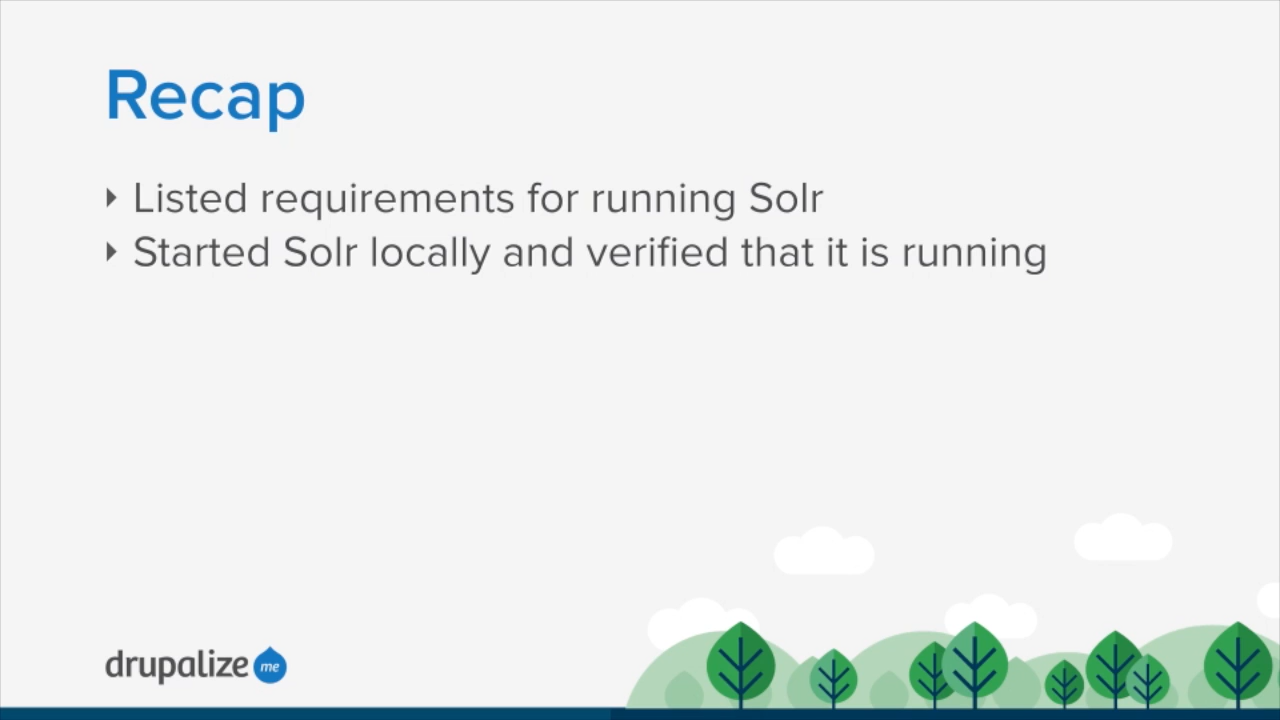 Recap
Listed requirements for running Solr
Started Solr locally and verified that it is running
drupalize me